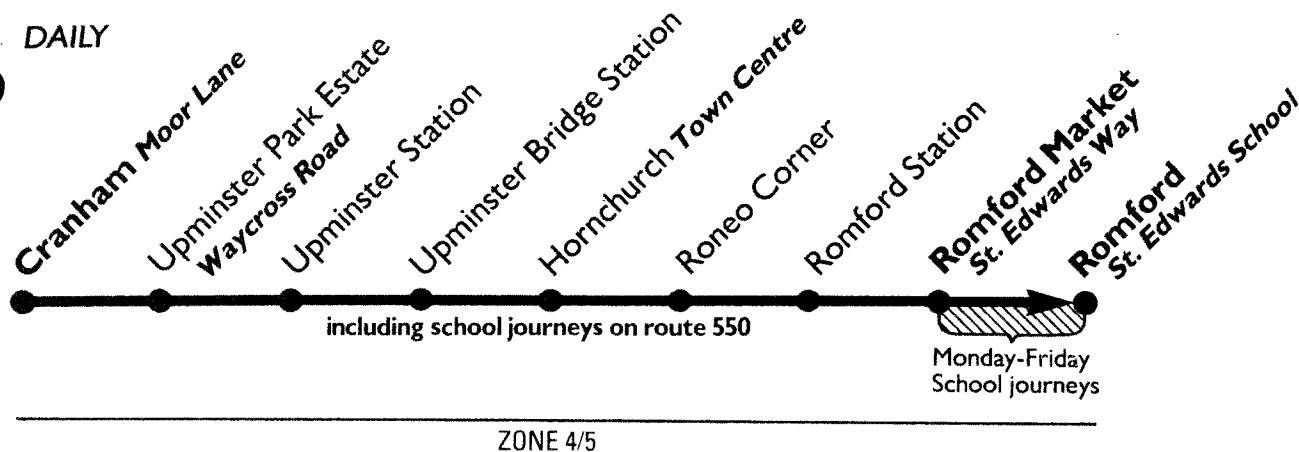 DAILY
Cranham Moor Lane
Upminster Park Estate
Waycross Road
Upminster Station
Upminster Bridge Station
Hornchurch Town Centre
Roneo Corner
Romford Station
Romford Market
St. Edwards Way
Romford
St. Edwards School
including school journeys on route 550
Monday-Friday
School journeys
ZONE 4/5